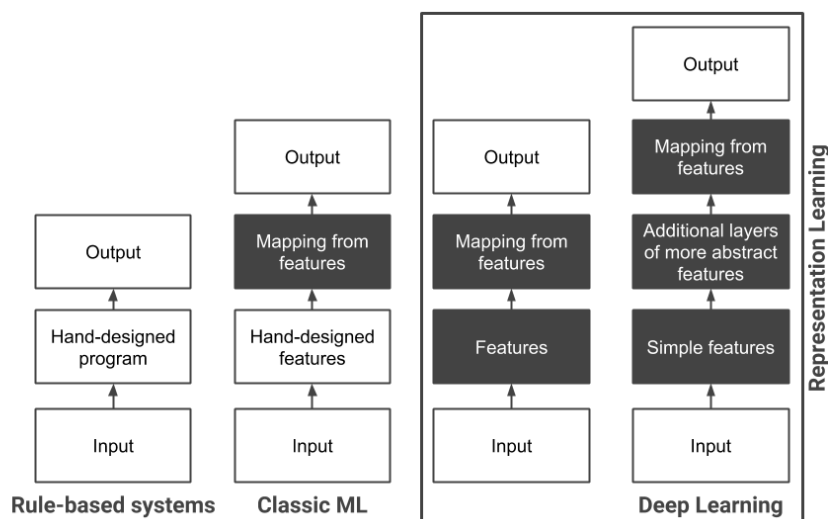 Output
Hand-designed
program
Input
Rule-based systems
Output
Mapping from
features
Hand-designed
features
Input
Classic ML
Output
Mapping from
features
Features
Input
Output
Mapping from
features
Additional layers
of more abstract
features
Simple features
Input
Deep Learning
Representation Learning